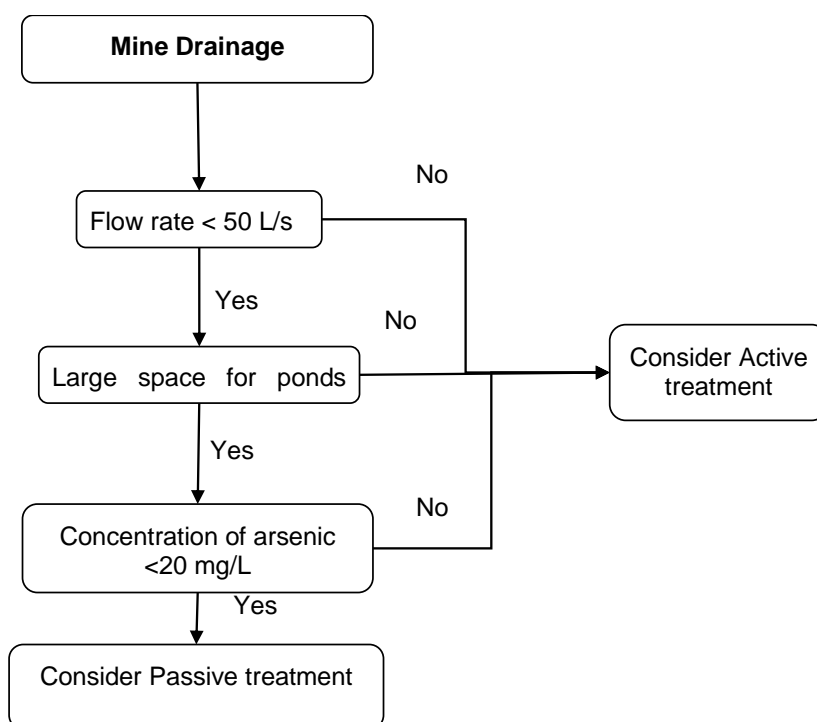 Mine Drainage
No
Flow rate < 50 L/s
Yes
No
Large space for ponds
Consider Active
treatment
Yes
No
Concentration of arsenic
<20 mg/L
Yes
Consider Passive treatment